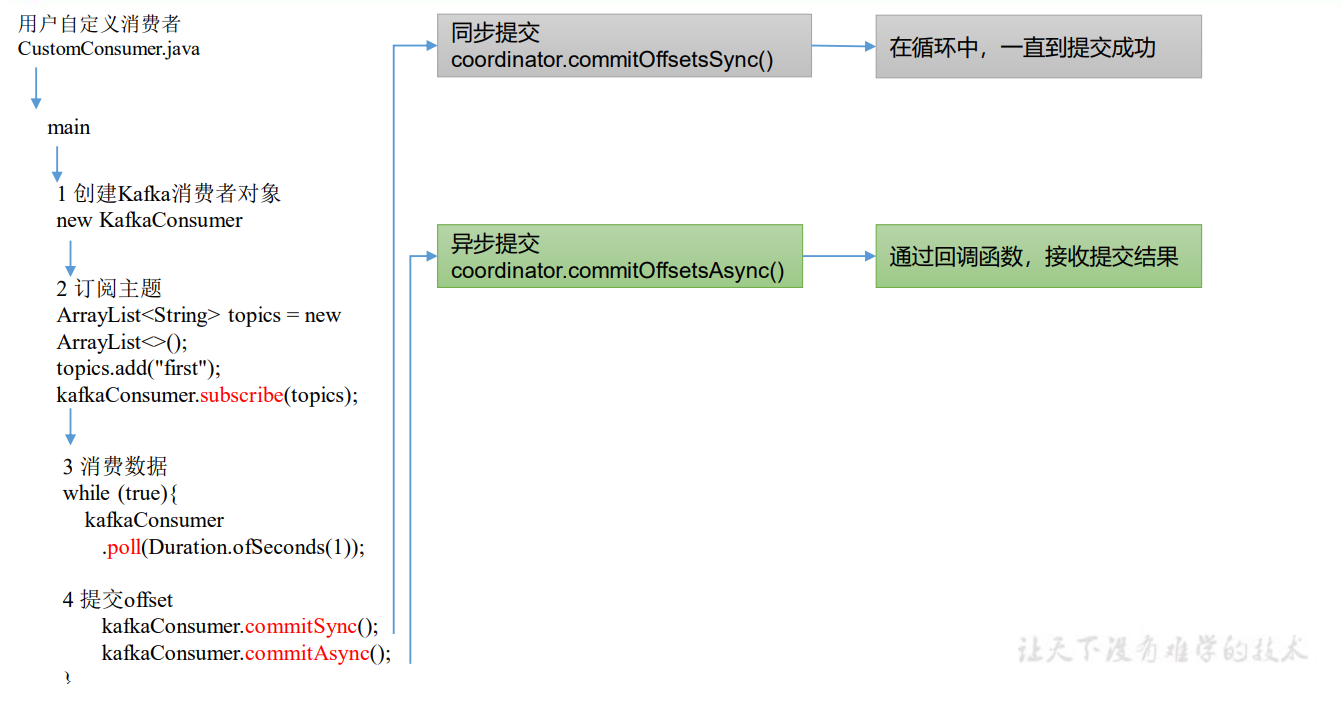 用户自定义消费者
CustomConsumer.java
main
1 创建Kafka消费者对象
new KafkaConsumer
2 订阅主题
ArrayList<String> topics = new
ArrayList<>();
topics.add("first");
kafkaConsumer.subscribe(topics);
3 消费数据
while (true){
kafkaConsumer
.poll(Duration.ofSeconds(1));
4 提交offset
kafkaConsumer.commitSync();
kafkaConsumer.commitAsync();
}
同步提交
coordinator.commitOffsetsSync()
在循环中，一直到提交成功
异步提交
coordinator.commitOffsetsAsync()
通过回调函数，接收提交结果
让天下没有难学的技术